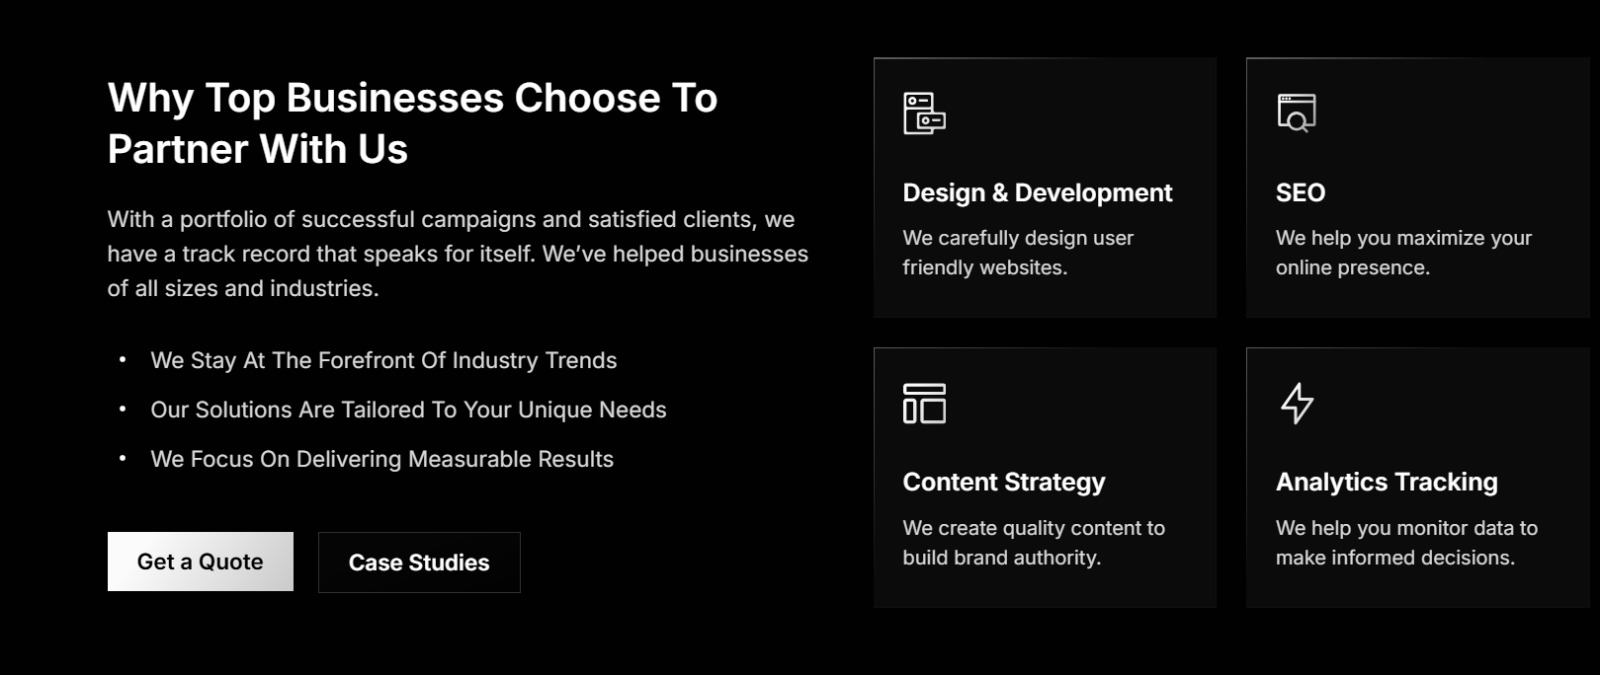 Why Top Businesses Choose To
Partner With Us
With a portfolio of successful campaigns and satisfied clients, we
have a track record that speaks for itself. We’ve helped businesses
of all sizes and industries.
• We Stay At The Forefront Of Industry Trends
• Our Solutions Are Tailored To Your Unique Needs
• We Focus On Delivering Measurable Results
Get a Quote
Case Studies
Design & Development
We carefully design user
friendly websites.
SEO
We help you maximize your
online presence.
Content Strategy
We create quality content to
build brand authority.
Analytics Tracking
We help you monitor data to
make informed decisions.